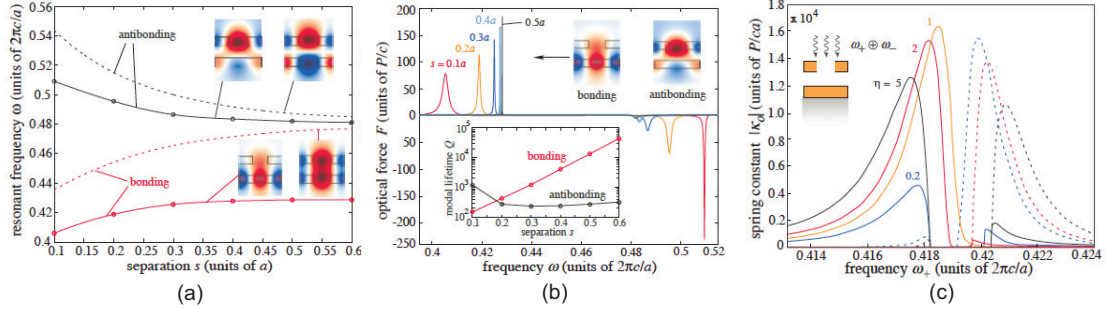 0.56
0.54
0.52
0.5
0.48
0.46
0.44
0.42
0.4
resonant frequency ω (units of 2πc/a)
antibonding
bonding
0.1 0.15 0.2 0.25 0.3 0.35 0.4 0.45 0.5 0.55 0.6
separation s (units of a)
(a)
200
150
100
50
0
-50
-100
-150
-200
-250
optical force F (units of P/c)
0.4a
0.5a
0.3a
0.2a
s = 0.1a
bonding
antibonding
modal lifetime Q
10^5
10^4
10^3
10^2
bonding
antibonding
0.1 0.2 0.3 0.4 0.5 0.6
separation s
0.4 0.42 0.44 0.46 0.48 0.5 0.52
frequency ω (units of 2πc/a)
(b)
x 10^4
1.8
1.6
1.4
1.2
1.0
0.8
0.6
0.4
0.2
0
ω+ ⊕ ω−
1
2
η = 5
0.2
0.414 0.416 0.418 0.420 0.422 0.424
frequency ω+ (units of 2πc/a)
(c)